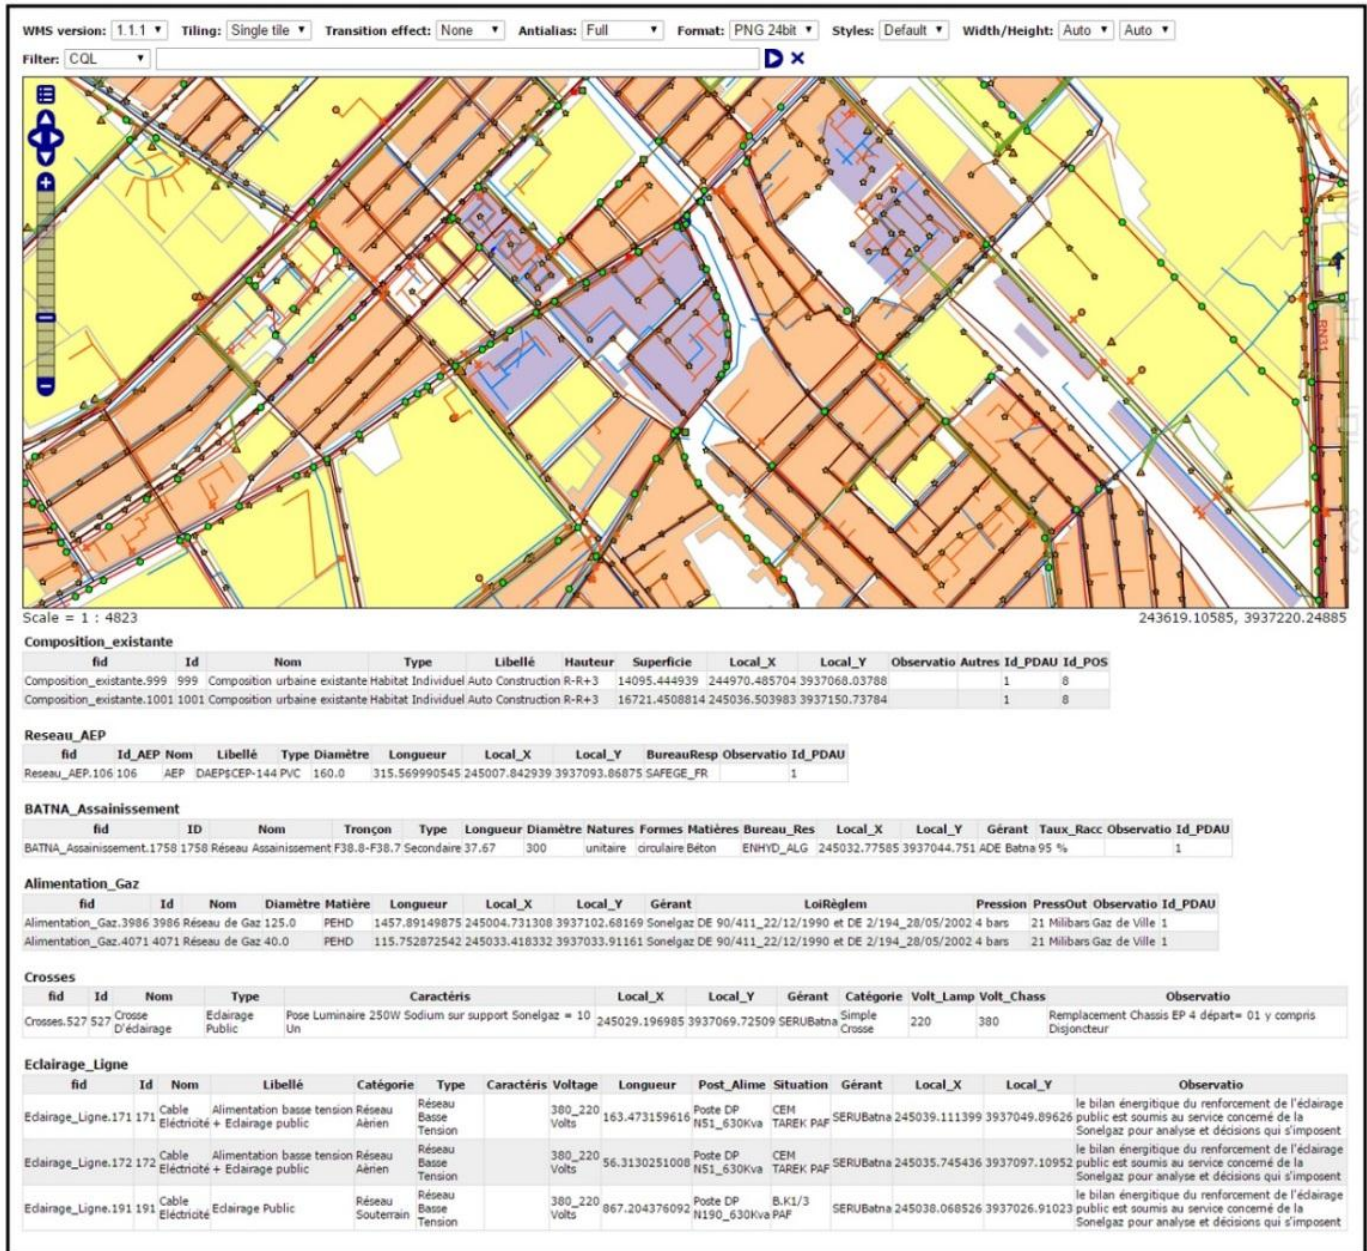 WMS version: 1.1.1 Tiling: Single tile Transition effect: None Antialias: Full Format: PNG 24bit Styles: Default Width/Height: Auto Auto
Filter: CQL
RN31
Scale = 1 : 4823 243619.10585, 3937220.24885
Composition_existante
fid Id Nom Type Libellé Hauteur Superficie Local_X Local_Y Observatio Autres Id_PDAU Id_POS
Composition_existante.999 999 Composition urbaine existante Habitat Individuel Auto Construction R-R+3 14095.444939 244970.485704 3937068.03788 1 8
Composition_existante.1001 1001 Composition urbaine existante Habitat Individuel Auto Construction R-R+3 16721.4508814 245036.503983 3937150.73784 1 8
Reseau_AEP
fid Id_AEP Nom Libellé Type Diamètre Longueur Local_X Local_Y BureauResp Observatio Id_PDAU
Reseau_AEP.106 106 AEP DAEP$CEP-144 PVC 160.0 315.569990545 245007.842939 3937093.86875 SAFEGE_FR 1
BATNA_Assainissement
fid ID Nom Tronçon Type Longueur Diamètre Natures Formes Matières Bureau_Res Local_X Local_Y Gérant Taux_Racc Observatio Id_PDAU
BATNA_Assainissement.1758 1758 Réseau Assainissement F38.8-F38.7 Secondaire 37.67 300 unitaire circulaire Béton ENHYD_ALG 245032.77585 3937044.751 ADE Batna 95 % 1
Alimentation_Gaz
fid Id Nom Diamètre Matière Longueur Local_X Local_Y Gérant LoiRèglem Pression PressOut Observatio Id_PDAU
Alimentation_Gaz.3986 3986 Réseau de Gaz 125.0 PEHD 1457.89149875 245004.731308 3937102.68169 Sonelgaz DE 90/411_22/12/1990 et DE 2/194_28/05/2002 4 bars 21 Milibars Gaz de Ville 1
Alimentation_Gaz.4071 4071 Réseau de Gaz 40.0 PEHD 115.752872542 245033.418332 3937033.91161 Sonelgaz DE 90/411_22/12/1990 et DE 2/194_28/05/2002 4 bars 21 Milibars Gaz de Ville 1
Crosses
fid Id Nom Type Caractéris Local_X Local_Y Gérant Catégorie Volt_Lamp Volt_Chass Observatio
Crosses.527 527 Crosse D'éclairage Eclairage Public Pose Luminaire 250W Sodium sur support Sonelgaz = 10 Un 245029.196985 3937069.72509 SERUBatna Simple Crosse 220 380 Remplacement Chassis EP 4 départ= 01 y compris Disjoncteur
Eclairage_Ligne
fid Id Nom Libellé Catégorie Type Caractéris Voltage Longueur Post_Alime Situation Gérant Local_X Local_Y Observatio
Eclairage_Ligne.171 171 Cable Eléctricité Alimentation basse tension + Eclairage public Réseau Aèrien Réseau Basse Tension 380_220 Volts 163.473159616 Poste DP N51_630Kva CEM TAREK PAF SERUBatna 245039.111399 3937049.89626 le bilan énergitique du renforcement de l'éclairage public est soumis au service concerné de la Sonelgaz pour analyse et décisions qui s'imposent
Eclairage_Ligne.172 172 Cable Eléctricité Alimentation basse tension + Eclairage public Réseau Aèrien Réseau Basse Tension 380_220 Volts 56.3130251008 Poste DP N51_630Kva CEM TAREK PAF SERUBatna 245035.745436 3937097.10952 le bilan énergitique du renforcement de l'éclairage public est soumis au service concerné de la Sonelgaz pour analyse et décisions qui s'imposent
Eclairage_Ligne.191 191 Cable Eléctricité Eclairage Public Réseau Souterrain Réseau Basse Tension 380_220 Volts 867.204376092 Poste DP N190_630Kva B.K1/3 PAF SERUBatna 245038.068526 3937026.91023 le bilan énergitique du renforcement de l'éclairage public est soumis au service concerné de la Sonelgaz pour analyse et décisions qui s'imposent